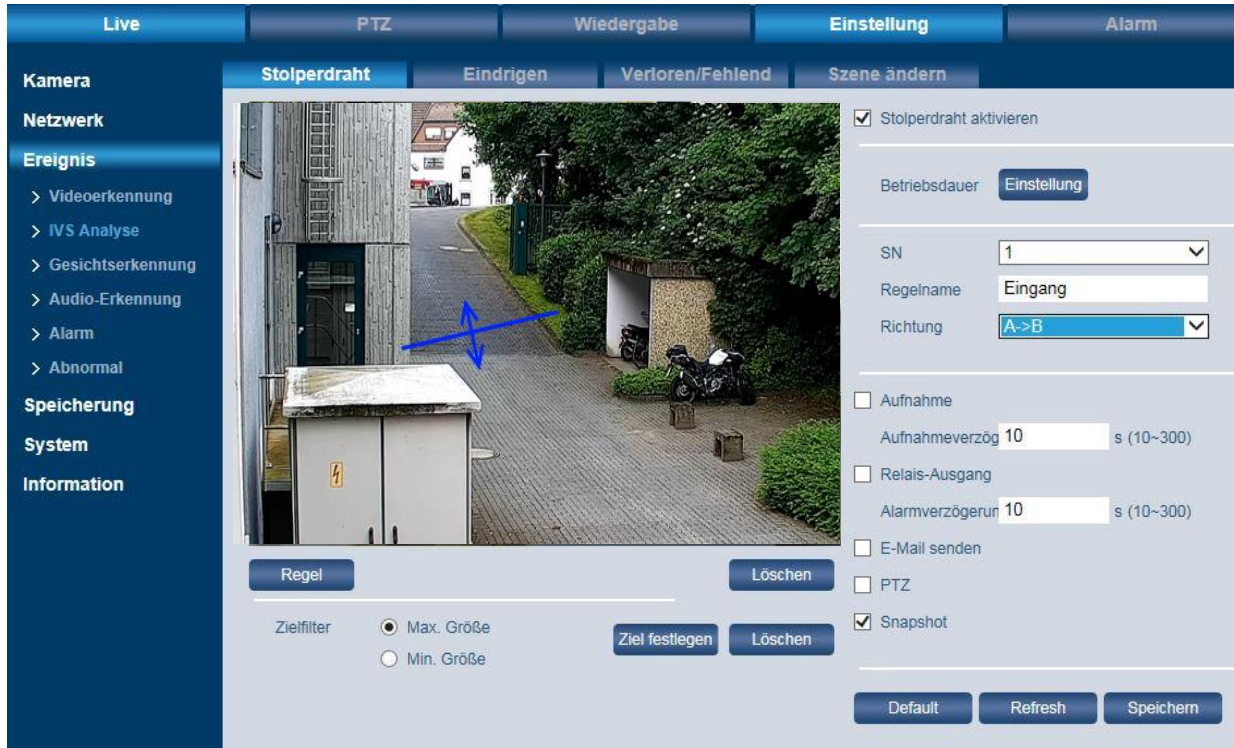 Live
PTZ
Wiedergabe
Einstellung
Alarm
Kamera
Netzwerk
Ereignis
> Videoerkennung
> IVS Analyse
> Gesichtserkennung
> Audio-Erkennung
> Alarm
> Abnormal
Speicherung
System
Information
Stolperdraht
Eindrigen
Verloren/Fehlend
Szene ändern
Regel
Löschen
Zielfilter
Max. Größe
Min. Größe
Ziel festlegen
Löschen
Stolperdraht aktivieren
Betriebsdauer Einstellung
SN 1
Regelname Eingang
Richtung A->B
Aufnahme
Aufnahmeverzög 10 s (10~300)
Relais-Ausgang
Alarmverzögerun 10 s (10~300)
E-Mail senden
PTZ
Snapshot
Default
Refresh
Speichern